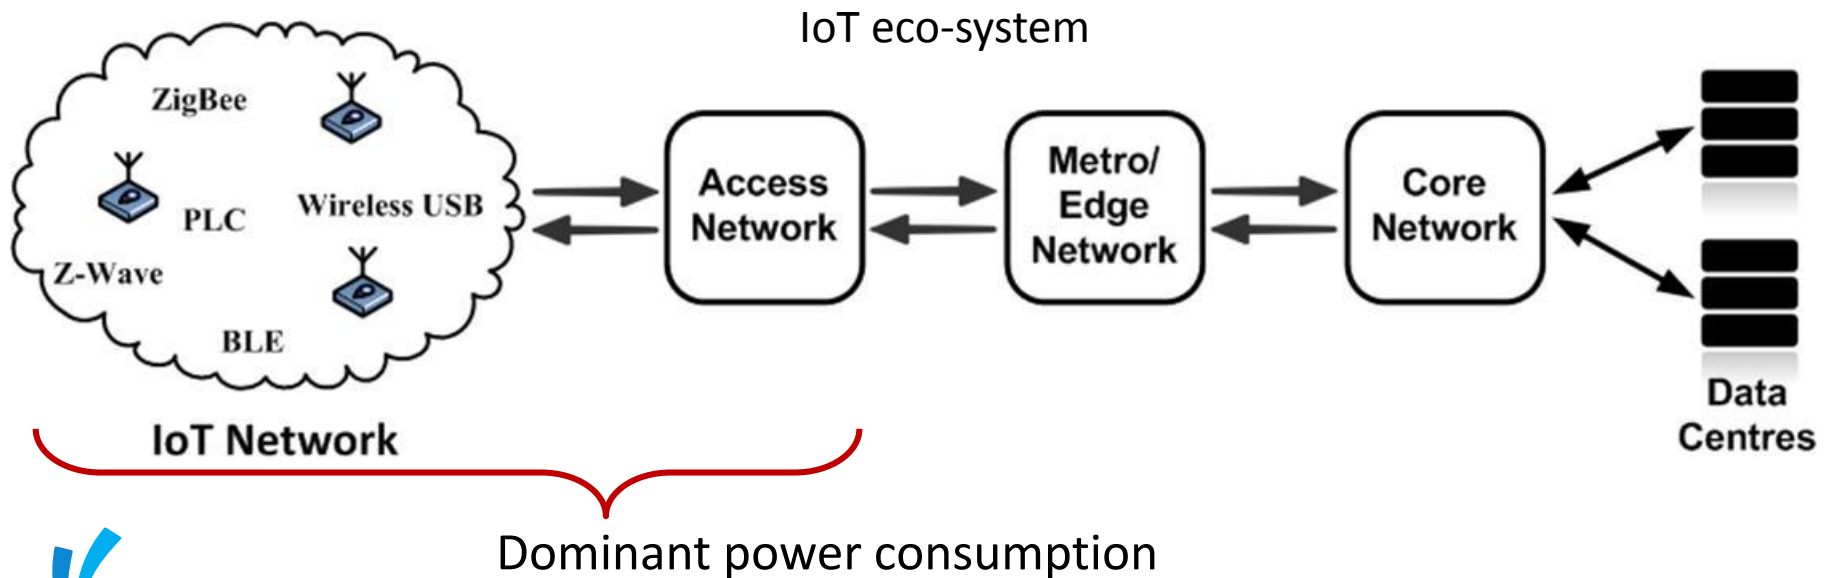 IoT eco-system
ZigBee
PLC
Wireless USB
Z-Wave
BLE
IoT Network
Access
Network
Metro/
Edge
Network
Core
Network
Data
Centres
Dominant power consumption